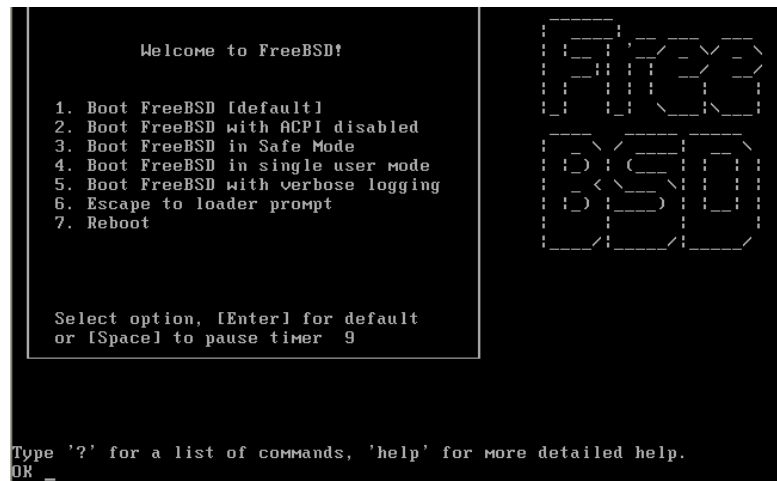 Welcome to FreeBSD!
1. Boot FreeBSD [default]
2. Boot FreeBSD with ACPI disabled
3. Boot FreeBSD in Safe Mode
4. Boot FreeBSD in single user mode
5. Boot FreeBSD with verbose logging
6. Escape to loader prompt
7. Reboot
Select option, [Enter] for default
or [Space] to pause timer  9
Free
BSD
Type '?' for a list of commands, 'help' for more detailed help.
OK _